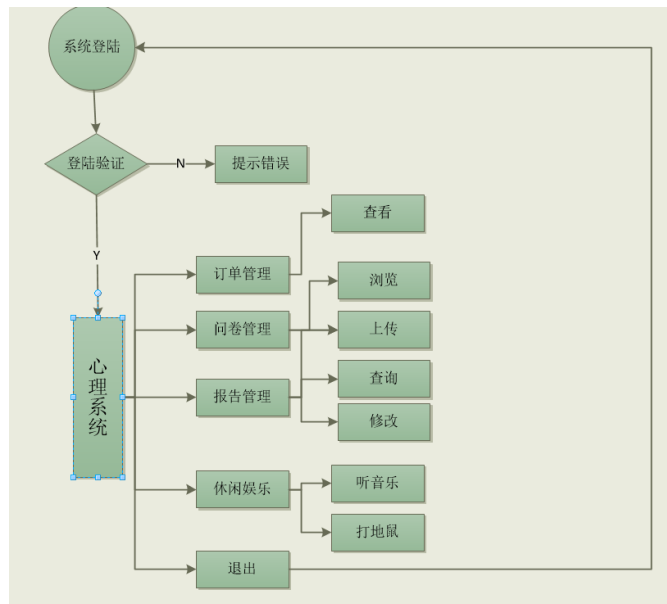 系统登陆
登陆验证
N
提示错误
Y
查看
订单管理
浏览
问卷管理
上传
查询
报告管理
修改
心理系统
休闲娱乐
听音乐
打地鼠
退出